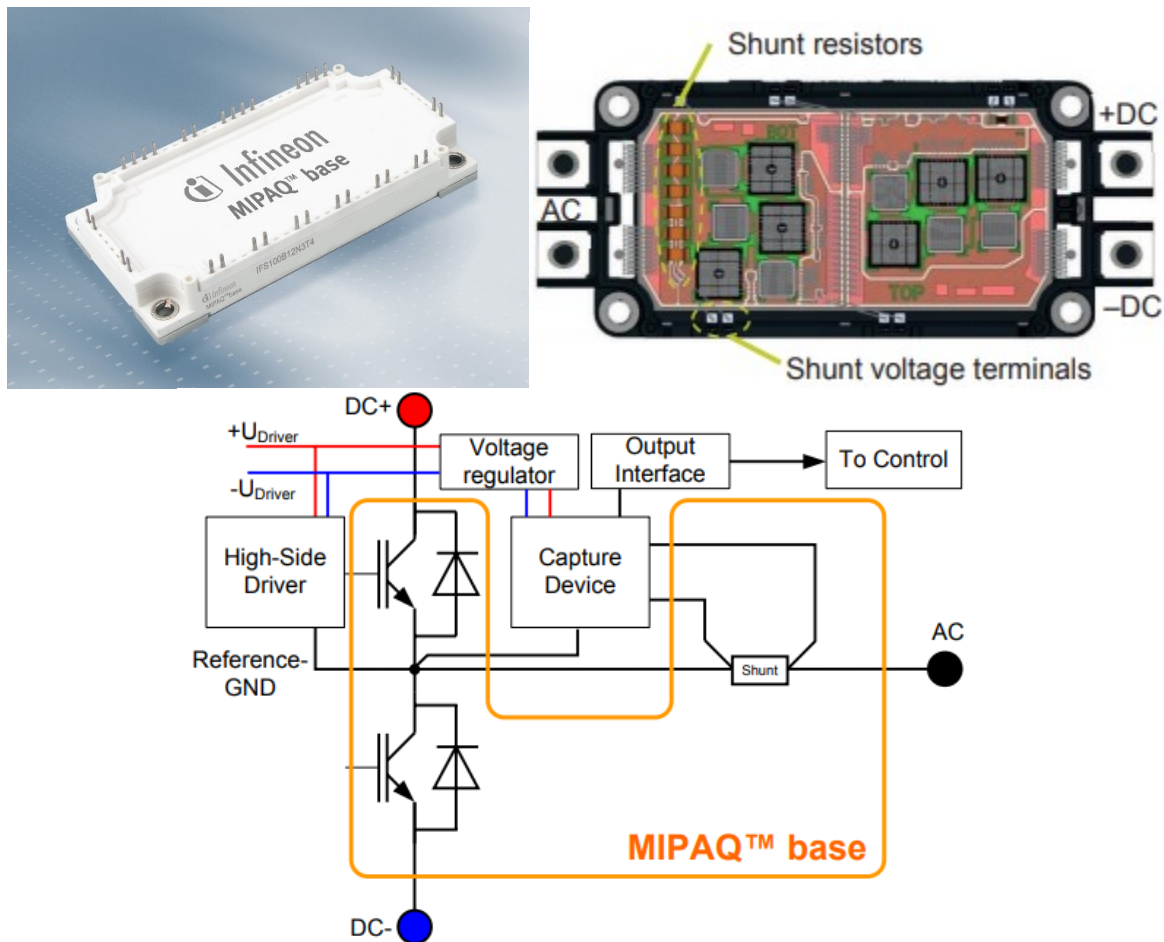 Infineon
MIPAQ™ base
Infineon
MIPAQ™base
IFS100B12N3T4
Shunt resistors
+DC
BOT
AC
TOP
–DC
Shunt voltage terminals
DC+
+U_Driver
-U_Driver
Voltage
regulator
Output
Interface
To Control
High-Side
Driver
Capture
Device
AC
Reference-
GND
Shunt
MIPAQ™ base
DC-